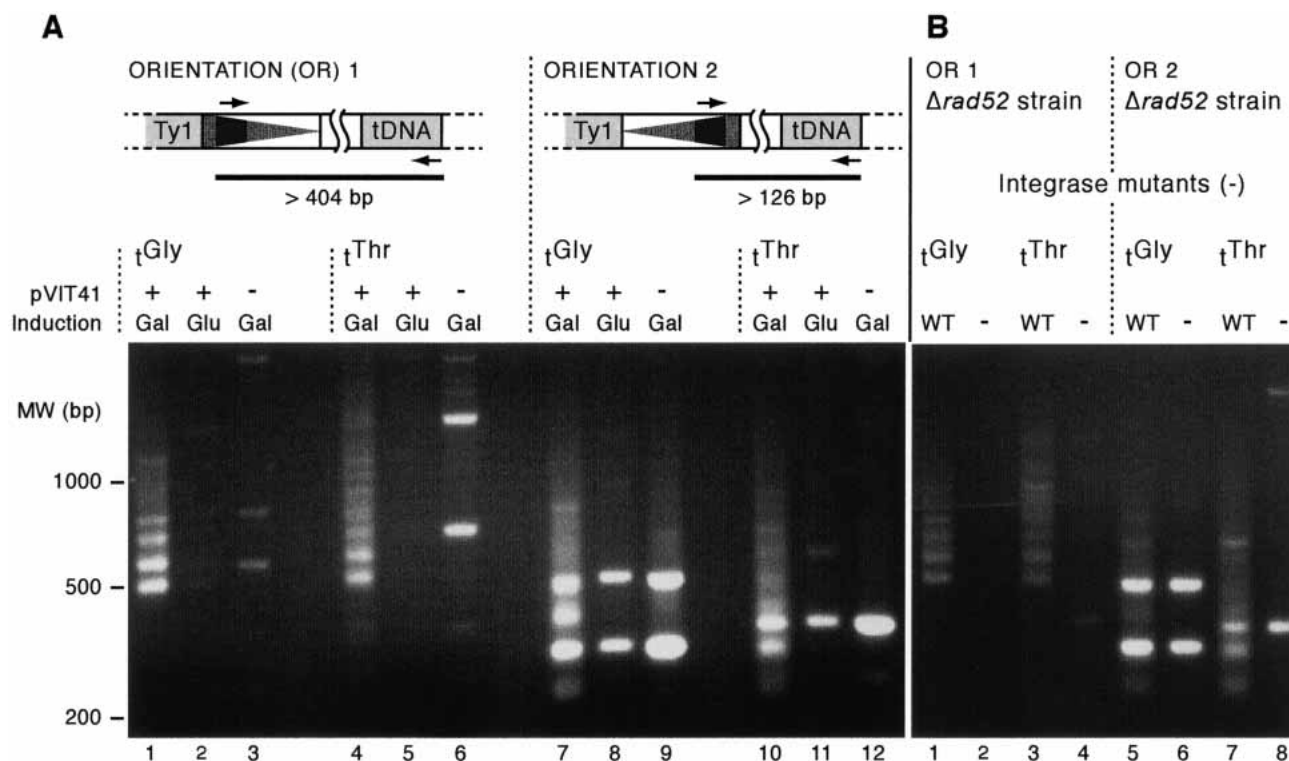 A B
ORIENTATION (OR) 1 ORIENTATION 2 OR 1 OR 2
Δrad52 strain Δrad52 strain
Ty1 tDNA Ty1 tDNA
> 404 bp > 126 bp
Integrase mutants (-)
tGly tThr tGly tThr tGly tThr tGly tThr
pVIT41 + + - + + - + + - + + -
Induction Gal Glu Gal Gal Glu Gal Gal Glu Gal Gal Glu Gal WT - WT - WT - WT -
MW (bp)
1000
500
200
1 2 3 4 5 6 7 8 9 10 11 12 1 2 3 4 5 6 7 8